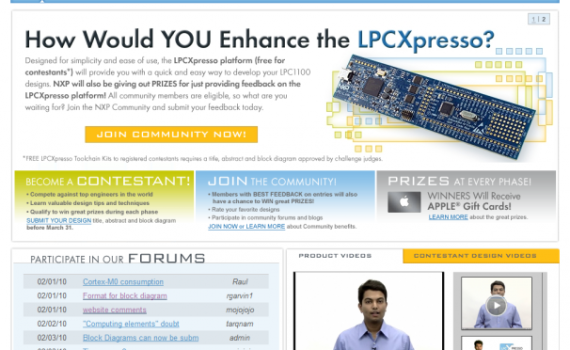 1 | 2
How Would YOU Enhance the LPCXpresso?
Designed for simplicity and ease of use, the LPCXpresso platform (free for
contestants*) will provide you with a quick and easy way to develop your LPC1100
designs. NXP will also be giving out PRIZES for just providing feedback on the
LPCXpresso platform! All community members are eligible, so what are you
waiting for? Join the NXP Community and submit your feedback today.
JOIN COMMUNITY NOW!
*FREE LPCXpresso Toolchain Kits to registered contestants requires a title, abstract and block diagram approved by challenge judges.
BECOME A CONTESTANT!
• Compete against top engineers in the world
• Learn valuable design tips and techniques
• Qualify to win great prizes during each phase
SUBMIT YOUR DESIGN title, abstract and block diagram
before March 31.
JOIN THE COMMUNITY!
• Members with BEST FEEDBACK on entries will also
have a chance to WIN great PRIZES!
• Rate your favorite designs
• Participate in community forums and blogs
JOIN NOW or LEARN MORE about Community benefits.
PRIZES AT EVERY PHASE!
WINNERS Will Receive
APPLE® Gift Cards!
LEARN MORE about the great prizes.
PARTICIPATE IN OUR FORUMS
02/01/10 Cortex-M0 consumption Raul
02/01/10 Format for block diagram rgarvin1
02/01/10 website comments mojqojo
02/02/10 "Computing elements" doubt tarqnam
02/03/10 Block Diagrams can now be subm admin
PRODUCT VIDEOS
CONTESTANT DESIGN VIDEOS